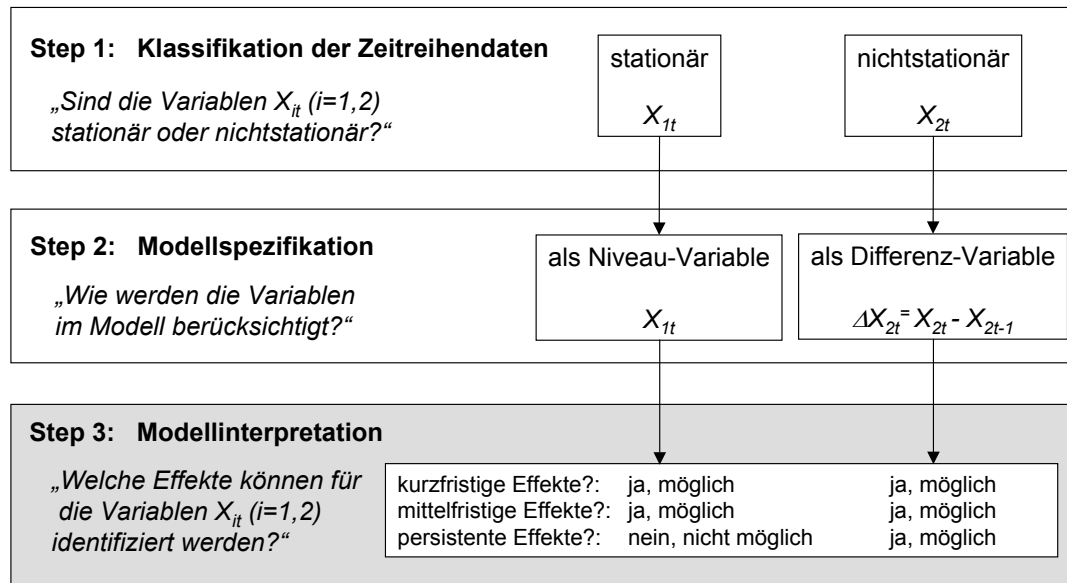 Step 1: Klassifikation der Zeitreihendaten
„Sind die Variablen X_it (i=1,2)
stationär oder nichtstationär?“
stationär
X_1t
nichtstationär
X_2t
Step 2: Modellspezifikation
„Wie werden die Variablen
im Modell berücksichtigt?“
als Niveau-Variable
X_1t
als Differenz-Variable
ΔX_2t = X_2t - X_2t-1
Step 3: Modellinterpretation
„Welche Effekte können für
die Variablen X_it (i=1,2)
identifiziert werden?“
kurzfristige Effekte?: ja, möglich ja, möglich
mittelfristige Effekte?: ja, möglich ja, möglich
persistente Effekte?: nein, nicht möglich ja, möglich